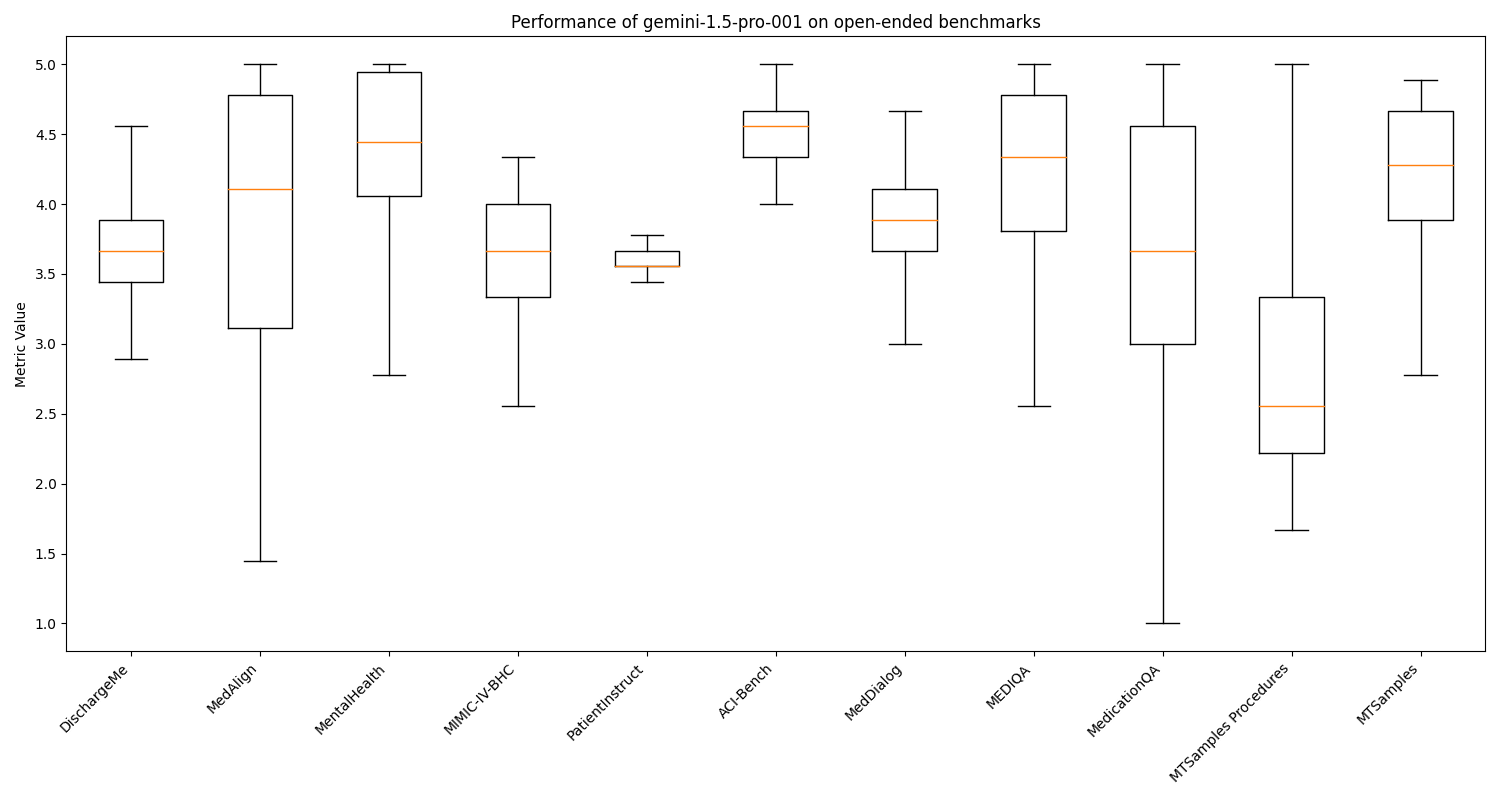 Performance of gemini-1.5-pro-001 on open-ended benchmarks
Metric Value
5.0
4.5
4.0
3.5
3.0
2.5
2.0
1.5
1.0
DischargeMe
MedAlign
MentalHealth
MIMIC-IV-BHC
PatientInstruct
ACI-Bench
MedDialog
MEDIQA
MedicationQA
MTSamples Procedures
MTSamples